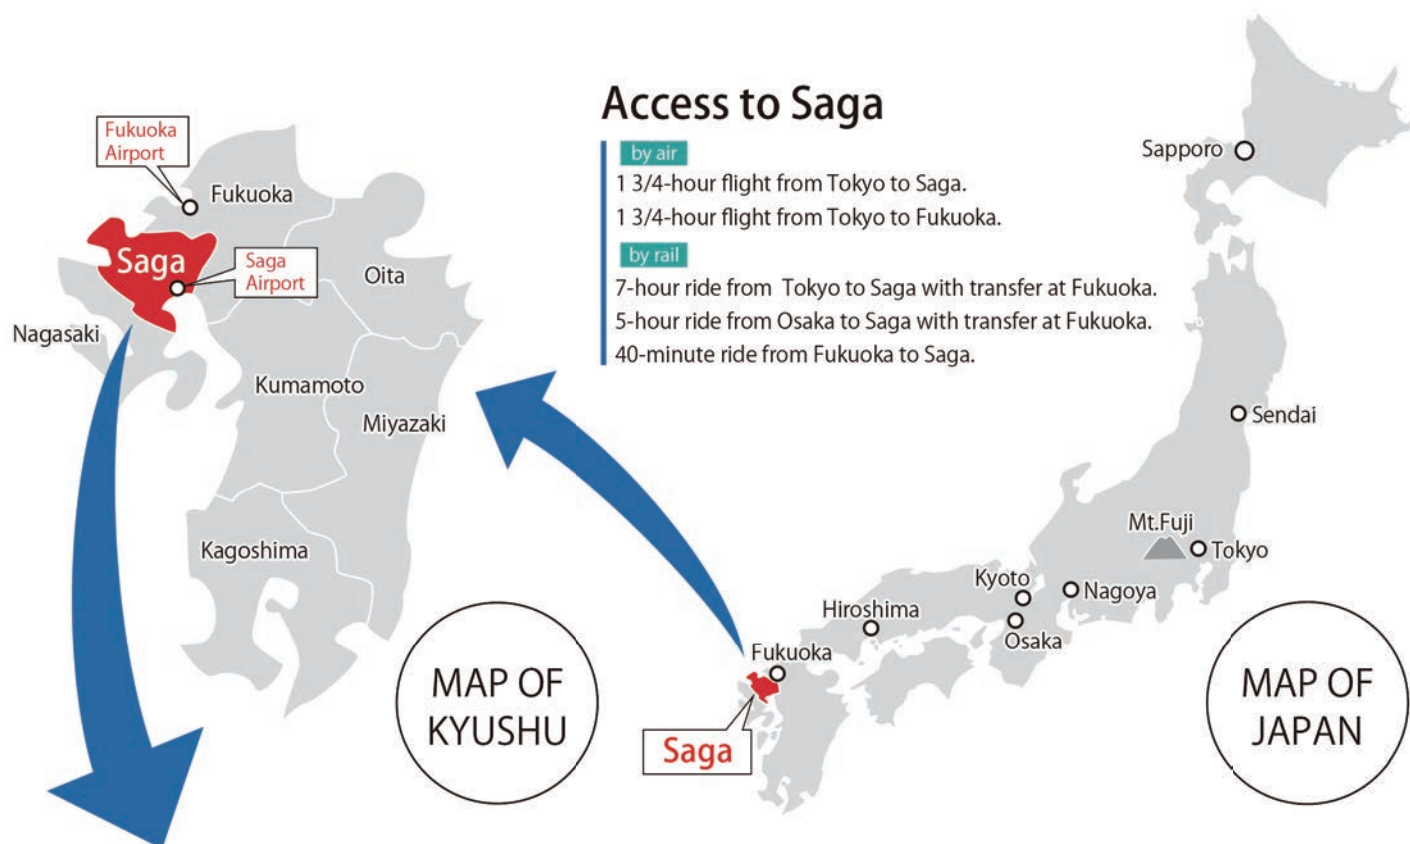 Fukuoka
Airport
Fukuoka
Saga
Saga
Airport
Oita
Nagasaki
Kumamoto
Miyazaki
Kagoshima
MAP OF
KYUSHU
Access to Saga
by air
1 3/4-hour flight from Tokyo to Saga.
1 3/4-hour flight from Tokyo to Fukuoka.
by rail
7-hour ride from Tokyo to Saga with transfer at Fukuoka.
5-hour ride from Osaka to Saga with transfer at Fukuoka.
40-minute ride from Fukuoka to Saga.
Sapporo
Sendai
Mt.Fuji
Tokyo
Kyoto
Nagoya
Hiroshima
Osaka
Fukuoka
Saga
MAP OF
JAPAN